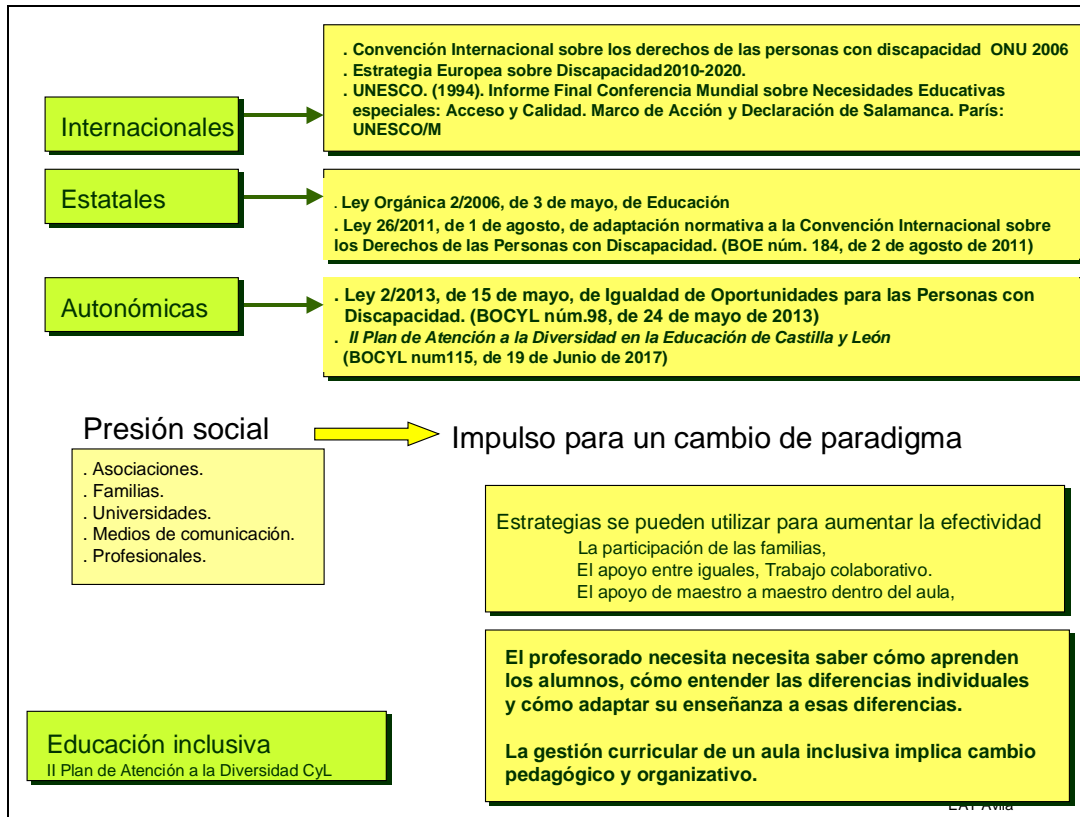 . Convención Internacional sobre los derechos de las personas con discapacidad ONU 2006
. Estrategia Europea sobre Discapacidad2010-2020.
. UNESCO. (1994). Informe Final Conferencia Mundial sobre Necesidades Educativas
especiales: Acceso y Calidad. Marco de Acción y Declaración de Salamanca. París:
UNESCO/M
Internacionales
Estatales
. Ley Orgánica 2/2006, de 3 de mayo, de Educación
. Ley 26/2011, de 1 de agosto, de adaptación normativa a la Convención Internacional sobre
los Derechos de las Personas con Discapacidad. (BOE núm. 184, de 2 de agosto de 2011)
Autonómicas
. Ley 2/2013, de 15 de mayo, de Igualdad de Oportunidades para las Personas con
Discapacidad. (BOCYL núm.98, de 24 de mayo de 2013)
. II Plan de Atención a la Diversidad en la Educación de Castilla y León
(BOCYL num115, de 19 de Junio de 2017)
Presión social
Impulso para un cambio de paradigma
. Asociaciones.
. Familias.
. Universidades.
. Medios de comunicación.
. Profesionales.
Estrategias se pueden utilizar para aumentar la efectividad
La participación de las familias,
El apoyo entre iguales, Trabajo colaborativo.
El apoyo de maestro a maestro dentro del aula,
El profesorado necesita necesita saber cómo aprenden
los alumnos, cómo entender las diferencias individuales
y cómo adaptar su enseñanza a esas diferencias.
La gestión curricular de un aula inclusiva implica cambio
pedagógico y organizativo.
Educación inclusiva
II Plan de Atención a la Diversidad CyL